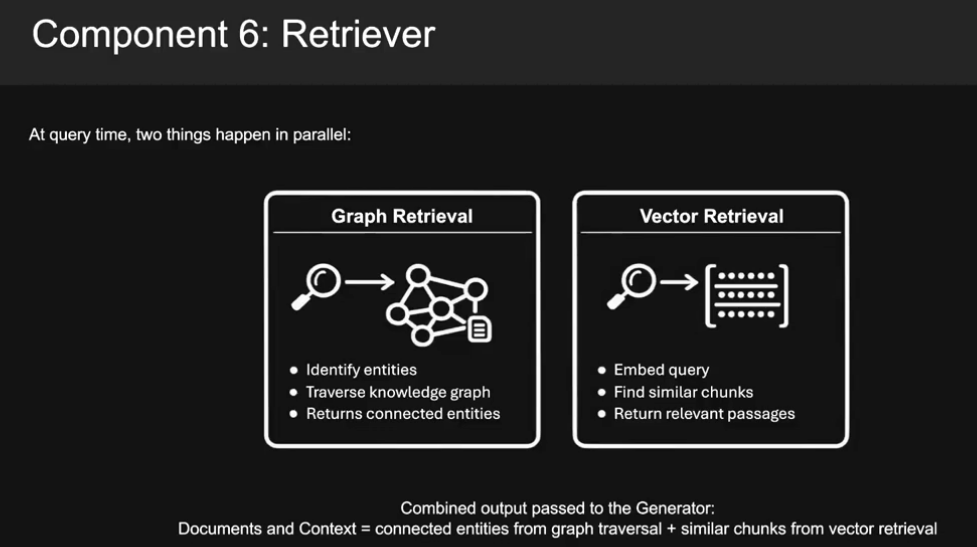 Component 6: Retriever
At query time, two things happen in parallel:
Graph Retrieval
● Identify entities
● Traverse knowledge graph
● Returns connected entities
Vector Retrieval
● Embed query
● Find similar chunks
● Return relevant passages
Combined output passed to the Generator:
Documents and Context = connected entities from graph traversal + similar chunks from vector retrieval